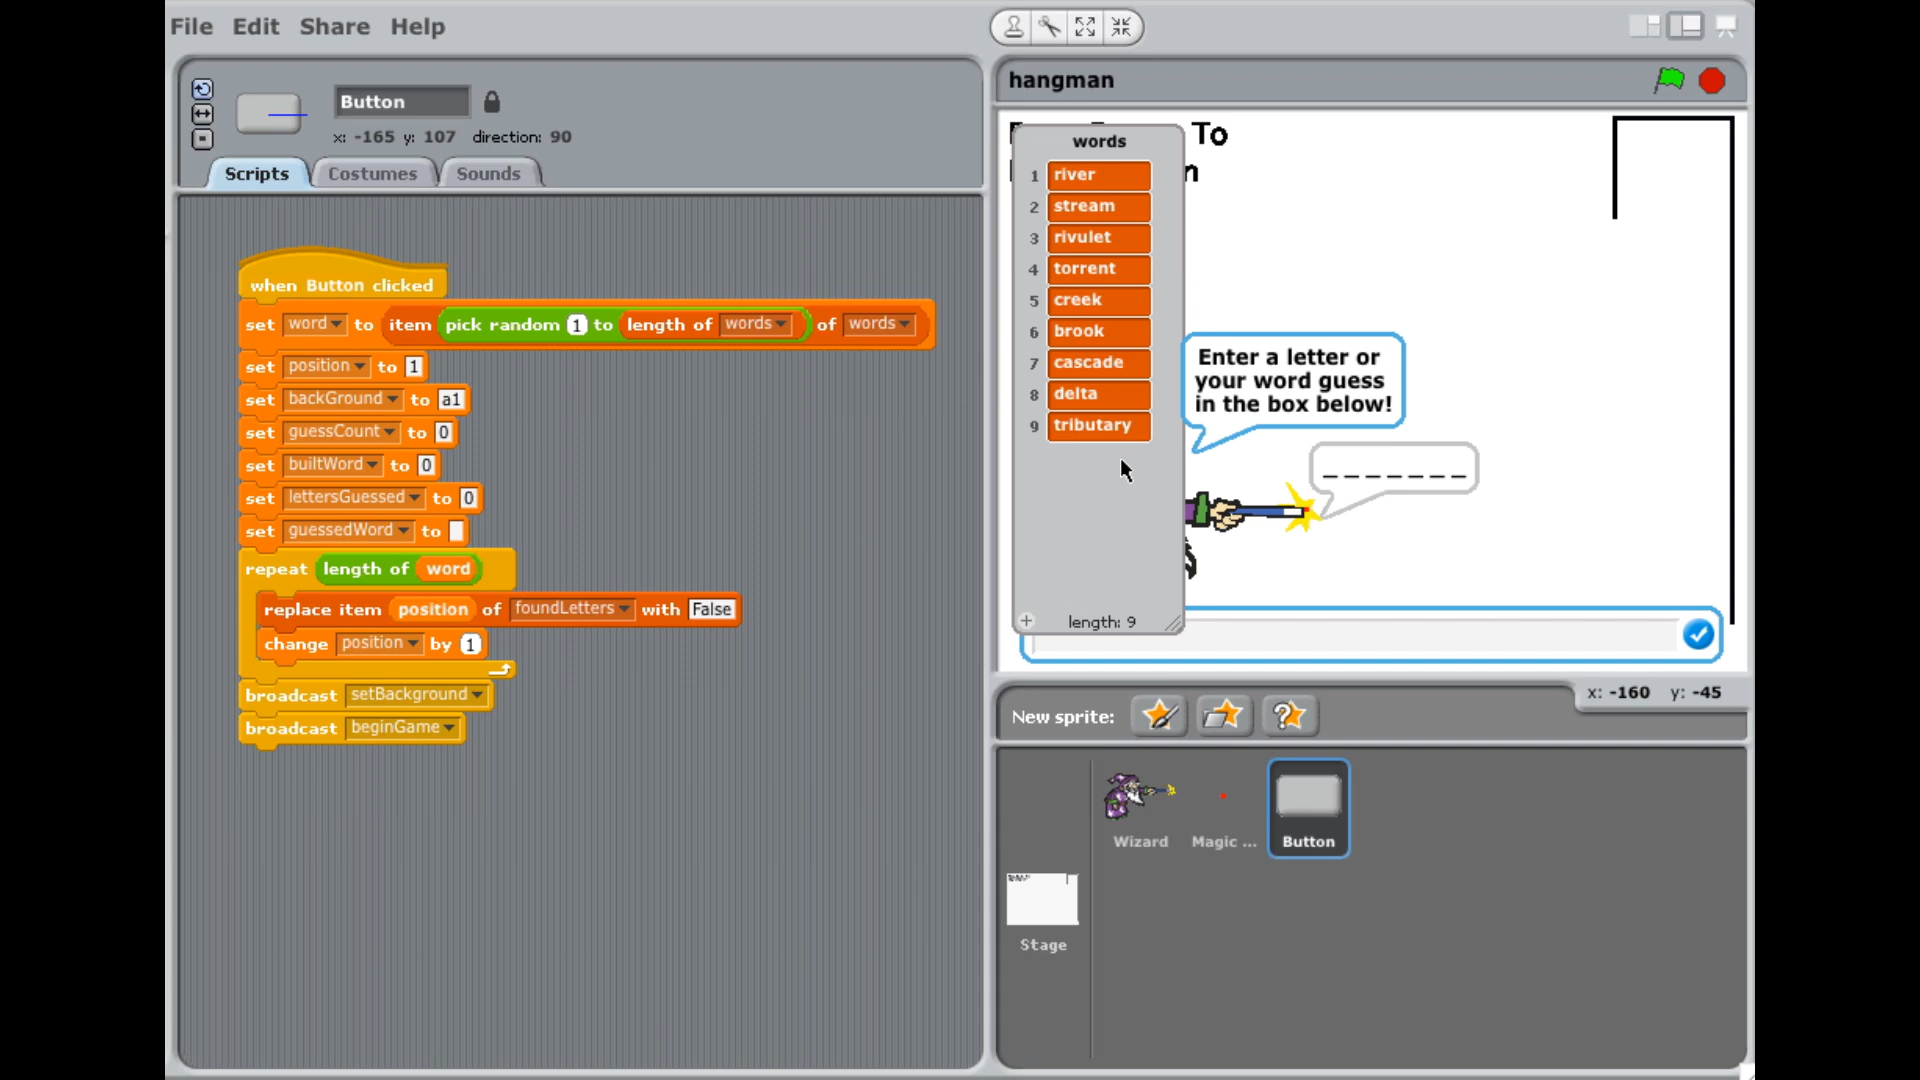 File Edit Share Help
Button
x: -165 y: 107 direction: 90
Scripts Costumes Sounds
when Button clicked
set word to item pick random 1 to length of words of words
set position to 1
set backGround to a1
set guessCount to 0
set builtWord to 0
set lettersGuessed to 0
set guessedWord to
repeat length of word
replace item position of foundLetters with False
change position by 1
broadcast setBackground
broadcast beginGame
hangman
To
words
1 river
2 stream
3 rivulet
4 torrent
5 creek
6 brook
7 cascade
8 delta
9 tributary
+ length: 9
Enter a letter or
your word guess
in the box below!
_ _ _ _ _ _ _
x: -160 y: -45
New sprite:
Wizard
Magic ...
Button
Stage